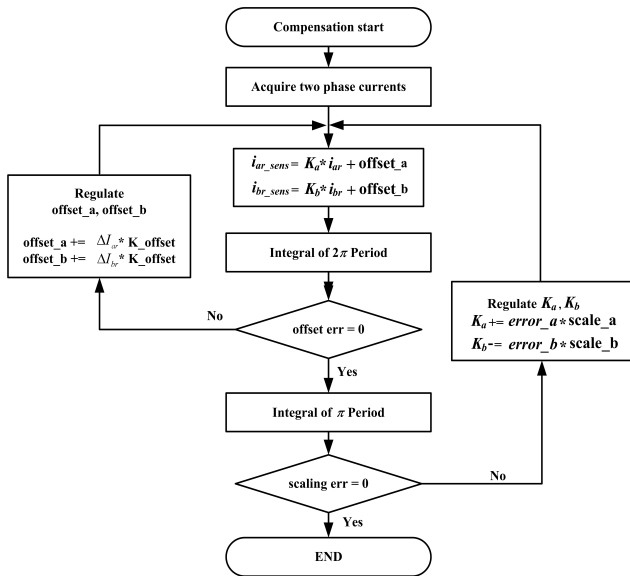 Compensation start
Acquire two phase currents
i_ar_sens = K_a * i_ar + offset_a
i_br_sens = K_b * i_br + offset_b
Regulate
offset_a, offset_b
offset_a += ΔI_ar * K_offset
offset_b += ΔI_br * K_offset
Integral of 2π Period
No
offset err = 0
Yes
Regulate K_a, K_b
K_a += error_a * scale_a
K_b -= error_b * scale_b
Integral of π Period
scaling err = 0
No
Yes
END